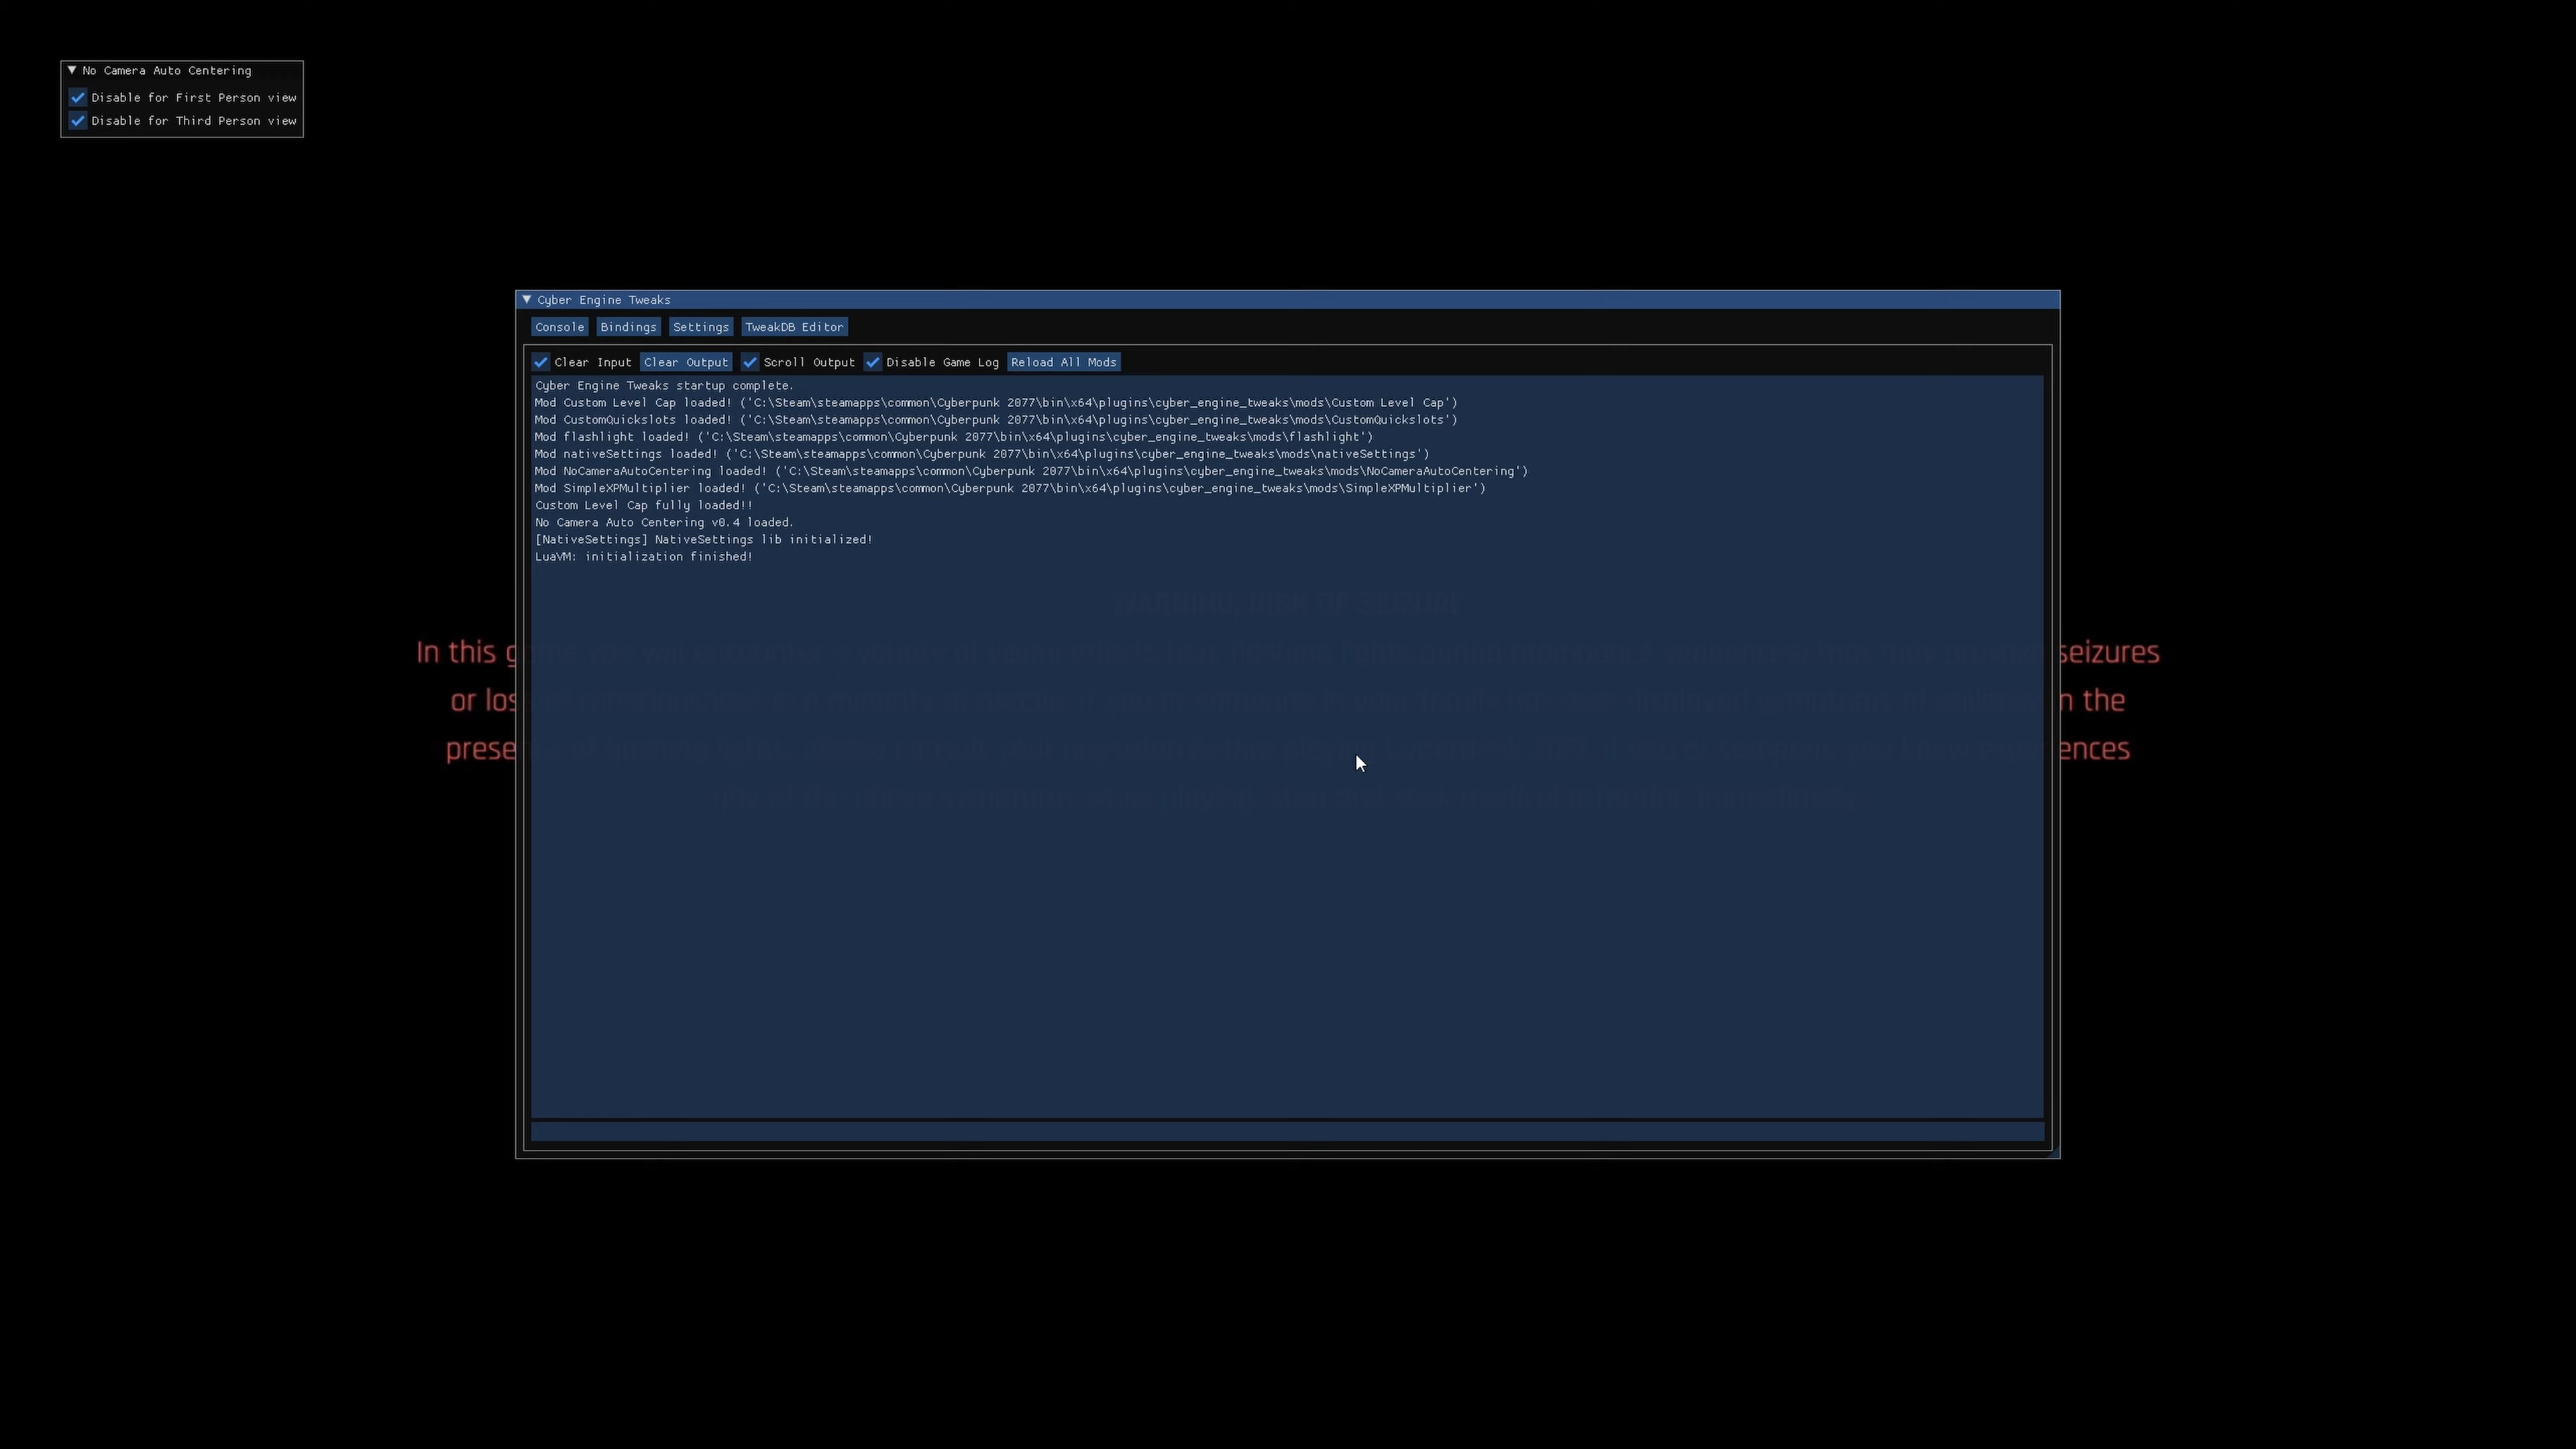 No Camera Auto Centering
Disable for First Person view
Disable for Third Person view
Cyber Engine Tweaks
Console Bindings Settings TweakDB Editor
Clear Input Clear Output Scroll Output Disable Game Log Reload All Mods
Cyber Engine Tweaks startup complete.
Mod Custom Level Cap loaded! ('C:\Steam\steamapps\common\Cyberpunk 2077\bin\x64\plugins\cyber_engine_tweaks\mods\Custom Level Cap')
Mod CustomQuickslots loaded! ('C:\Steam\steamapps\common\Cyberpunk 2077\bin\x64\plugins\cyber_engine_tweaks\mods\CustomQuickslots')
Mod flashlight loaded! ('C:\Steam\steamapps\common\Cyberpunk 2077\bin\x64\plugins\cyber_engine_tweaks\mods\flashlight')
Mod nativeSettings loaded! ('C:\Steam\steamapps\common\Cyberpunk 2077\bin\x64\plugins\cyber_engine_tweaks\mods\nativeSettings')
Mod NoCameraAutoCentering loaded! ('C:\Steam\steamapps\common\Cyberpunk 2077\bin\x64\plugins\cyber_engine_tweaks\mods\NoCameraAutoCentering')
Mod SimpleXPMultiplier loaded! ('C:\Steam\steamapps\common\Cyberpunk 2077\bin\x64\plugins\cyber_engine_tweaks\mods\SimpleXPMultiplier')
Custom Level Cap fully loaded!!
No Camera Auto Centering v0.4 loaded.
[NativeSettings] NativeSettings lib initialized!
LuaVM: initialization finished!
WARNING, RISK OF SEIZURE
In this seizures
or the